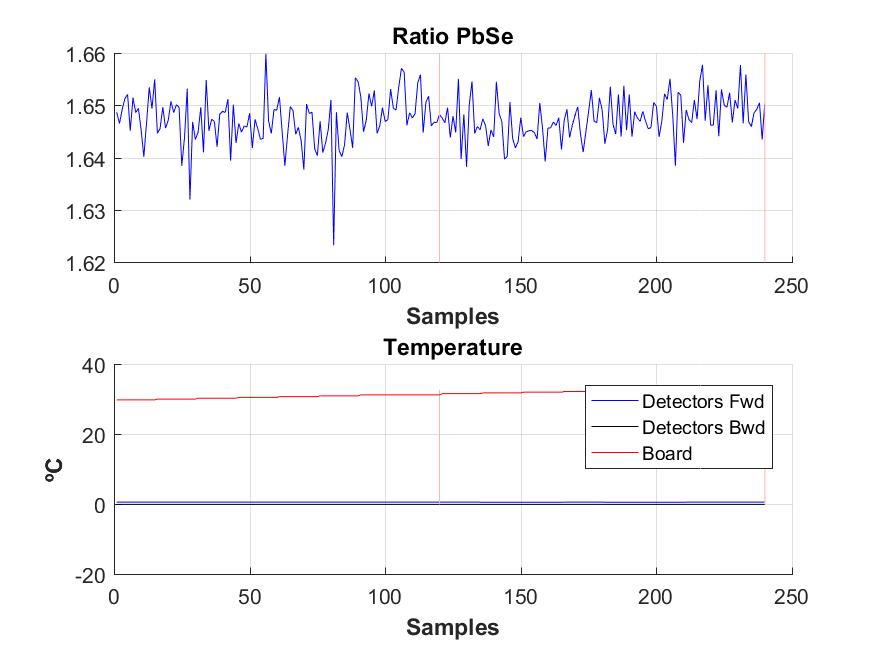 Ratio PbSe
1.66
1.65
1.64
1.63
1.62
0 50 100 150 200 250
Samples
Temperature
40
20
0
-20
ºC
Detectors Fwd
Detectors Bwd
Board
0 50 100 150 200 250
Samples